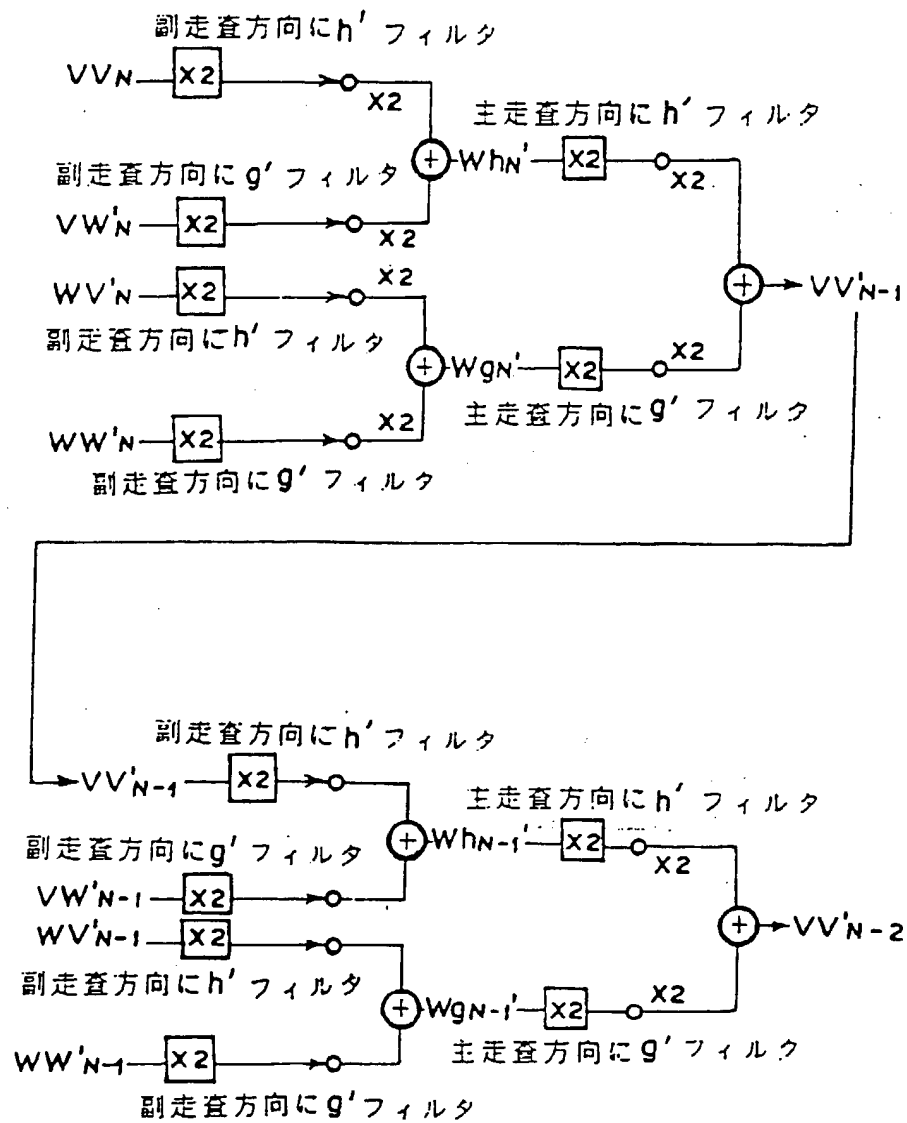 副走査方向にh' フィルタ
VVN X2 X2
主走査方向にh' フィルタ
WhN' X2 X2
副走査方向にg' フィルタ
VW'N X2 X2
WV'N X2 X2
VV'N-1
副走査方向にh' フィルタ
WgN' X2 X2
主走査方向にg' フィルタ
WW'N X2 X2
副走査方向にg' フィルタ
副走査方向にh' フィルタ
VV'N-1 X2
主走査方向にh' フィルタ
WhN-1' X2 X2
副走査方向にg' フィルタ
VW'N-1 X2
WV'N-1 X2
VV'N-2
副走査方向にh' フィルタ
WgN-1' X2 X2
主走査方向にg' フィルタ
WW'N-1 X2
副走査方向にg' フィルタ